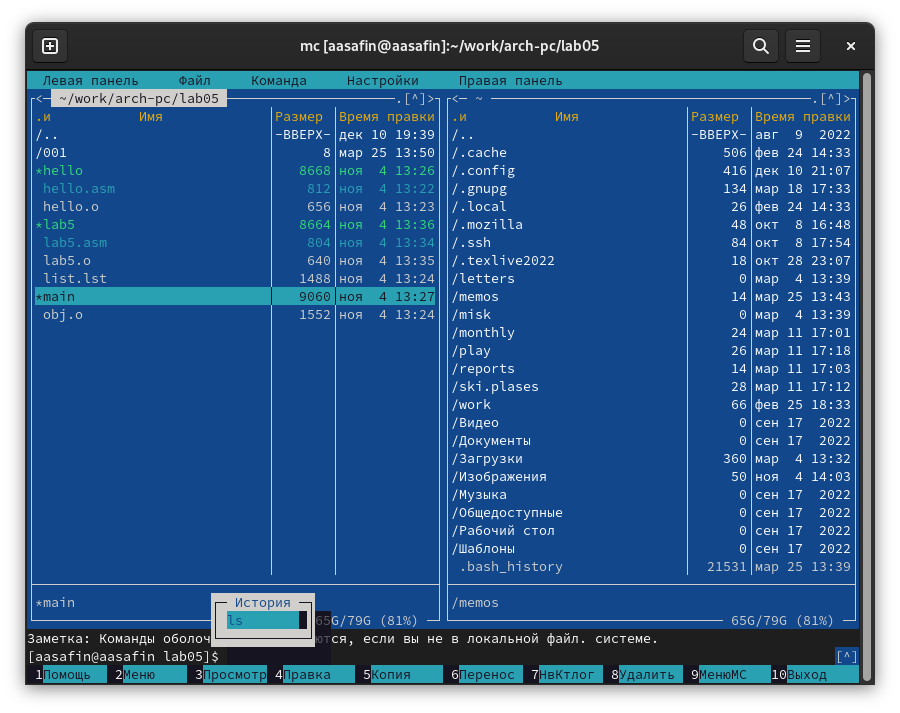 mc [aasafin@aasafin]:~/work/arch-pc/lab05
Левая панель Файл Команда Настройки Правая панель
<─ ~/work/arch-pc/lab05 .[^]>
.и Имя Размер Время правки
/.. -ВВЕРХ- дек 10 19:39
/001 8 мар 25 13:50
*hello 8668 ноя 4 13:26
hello.asm 812 ноя 4 13:22
hello.o 656 ноя 4 13:23
*lab5 8664 ноя 4 13:36
lab5.asm 804 ноя 4 13:34
lab5.o 640 ноя 4 13:35
list.lst 1488 ноя 4 13:24
*main 9060 ноя 4 13:27
obj.o 1552 ноя 4 13:24
*main
65G/79G (81%)
<─ ~ .[^]>
.и Имя Размер Время правки
/.. -ВВЕРХ- авг 9 2022
/.cache 506 фев 24 14:33
/.config 416 дек 10 21:07
/.gnupg 134 мар 18 17:33
/.local 26 фев 24 14:33
/.mozilla 48 окт 8 16:48
/.ssh 84 окт 8 17:54
/.texlive2022 18 окт 28 23:07
/letters 0 мар 4 13:39
/memos 14 мар 25 13:43
/misk 0 мар 4 13:39
/monthly 24 мар 11 17:01
/play 26 мар 11 17:18
/reports 14 мар 11 17:03
/ski.plases 28 мар 11 17:12
/work 66 фев 25 18:33
/Видео 0 сен 17 2022
/Документы 0 сен 17 2022
/Загрузки 360 мар 4 13:32
/Изображения 50 ноя 4 14:03
/Музыка 0 сен 17 2022
/Общедоступные 0 сен 17 2022
/Рабочий стол 0 сен 17 2022
/Шаблоны 0 сен 17 2022
.bash_history 21531 мар 25 13:39
/memos
65G/79G (81%)
История
ls
Заметка: Команды оболоч ются, если вы не в локальной файл. системе.
[aasafin@aasafin lab05]$ [^]
1Помощь 2Меню 3Просмотр 4Правка 5Копия 6Перенос 7НвКтлог 8Удалить 9МенюMC 10Выход